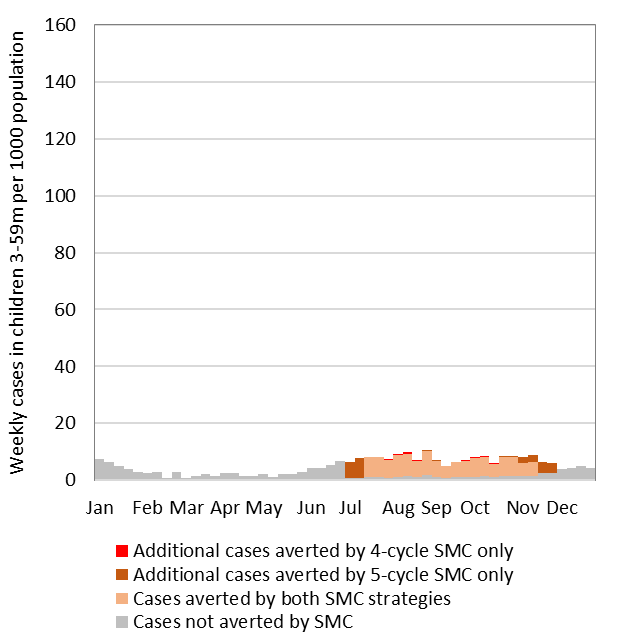 Weekly cases in children 3-59m per 1000 population
160
140
120
100
80
60
40
20
0
Jan Feb Mar Apr May Jun Jul Aug Sep Oct Nov Dec
Additional cases averted by 4-cycle SMC only
Additional cases averted by 5-cycle SMC only
Cases averted by both SMC strategies
Cases not averted by SMC